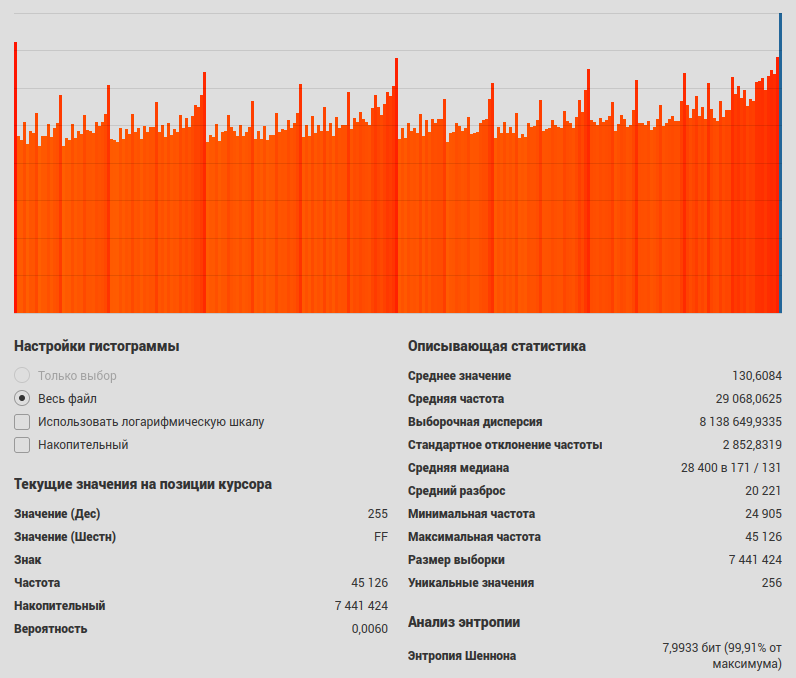 Настройки гистограммы
Только выбор
Весь файл
Использовать логарифмическую шкалу
Накопительный
Текущие значения на позиции курсора
Значение (Дес) 255
Значение (Шестн) FF
Знак
Частота 45 126
Накопительный 7 441 424
Вероятность 0,0060
Описывающая статистика
Среднее значение 130,6084
Средняя частота 29 068,0625
Выборочная дисперсия 8 138 649,9335
Стандартное отклонение частоты 2 852,8319
Средняя медиана 28 400 в 171 / 131
Средний разброс 20 221
Минимальная частота 24 905
Максимальная частота 45 126
Размер выборки 7 441 424
Уникальные значения 256
Анализ энтропии
Энтропия Шеннона 7,9933 бит (99,91% от
максимума)